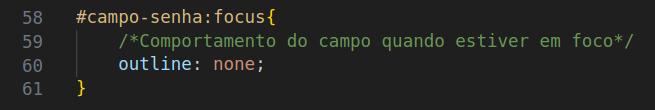 58 #campo-senha:focus{
59 /*Comportamento do campo quando estiver em foco*/
60 outline: none;
61 }